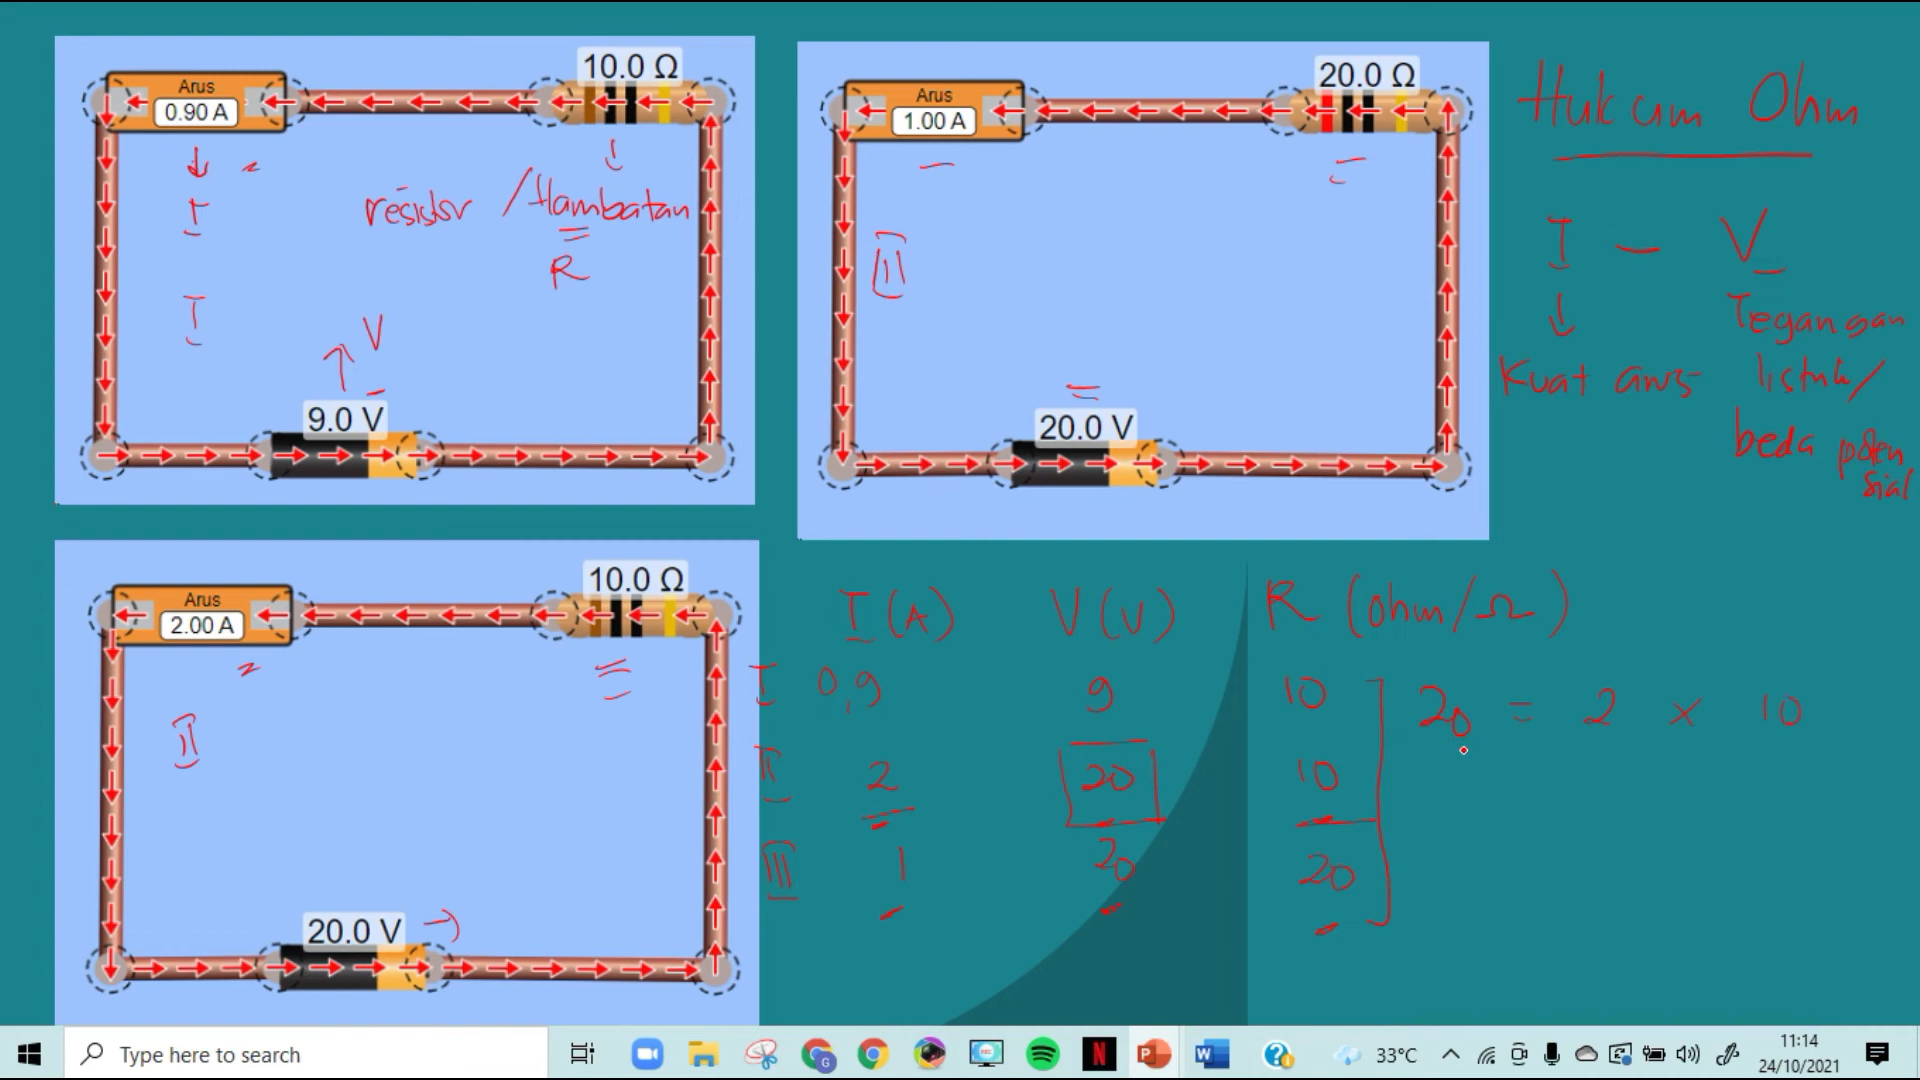 Arus
0.90 A
10.0 Ω
I
resistor / Hambatan
R
I
V
9.0 V
Arus
1.00 A
20.0 Ω
III
20.0 V
Hukum Ohm
I - V
Kuat arus
Tegangan
listrik/
beda poten
sial
Arus
2.00 A
10.0 Ω
II
20.0 V
I (A) V (V) R (ohm/Ω)
I 0,9 9 10 20 = 2 x 10
II 2 20 10
III 1 20 20
Type here to search
33°C
11:14
24/10/2021